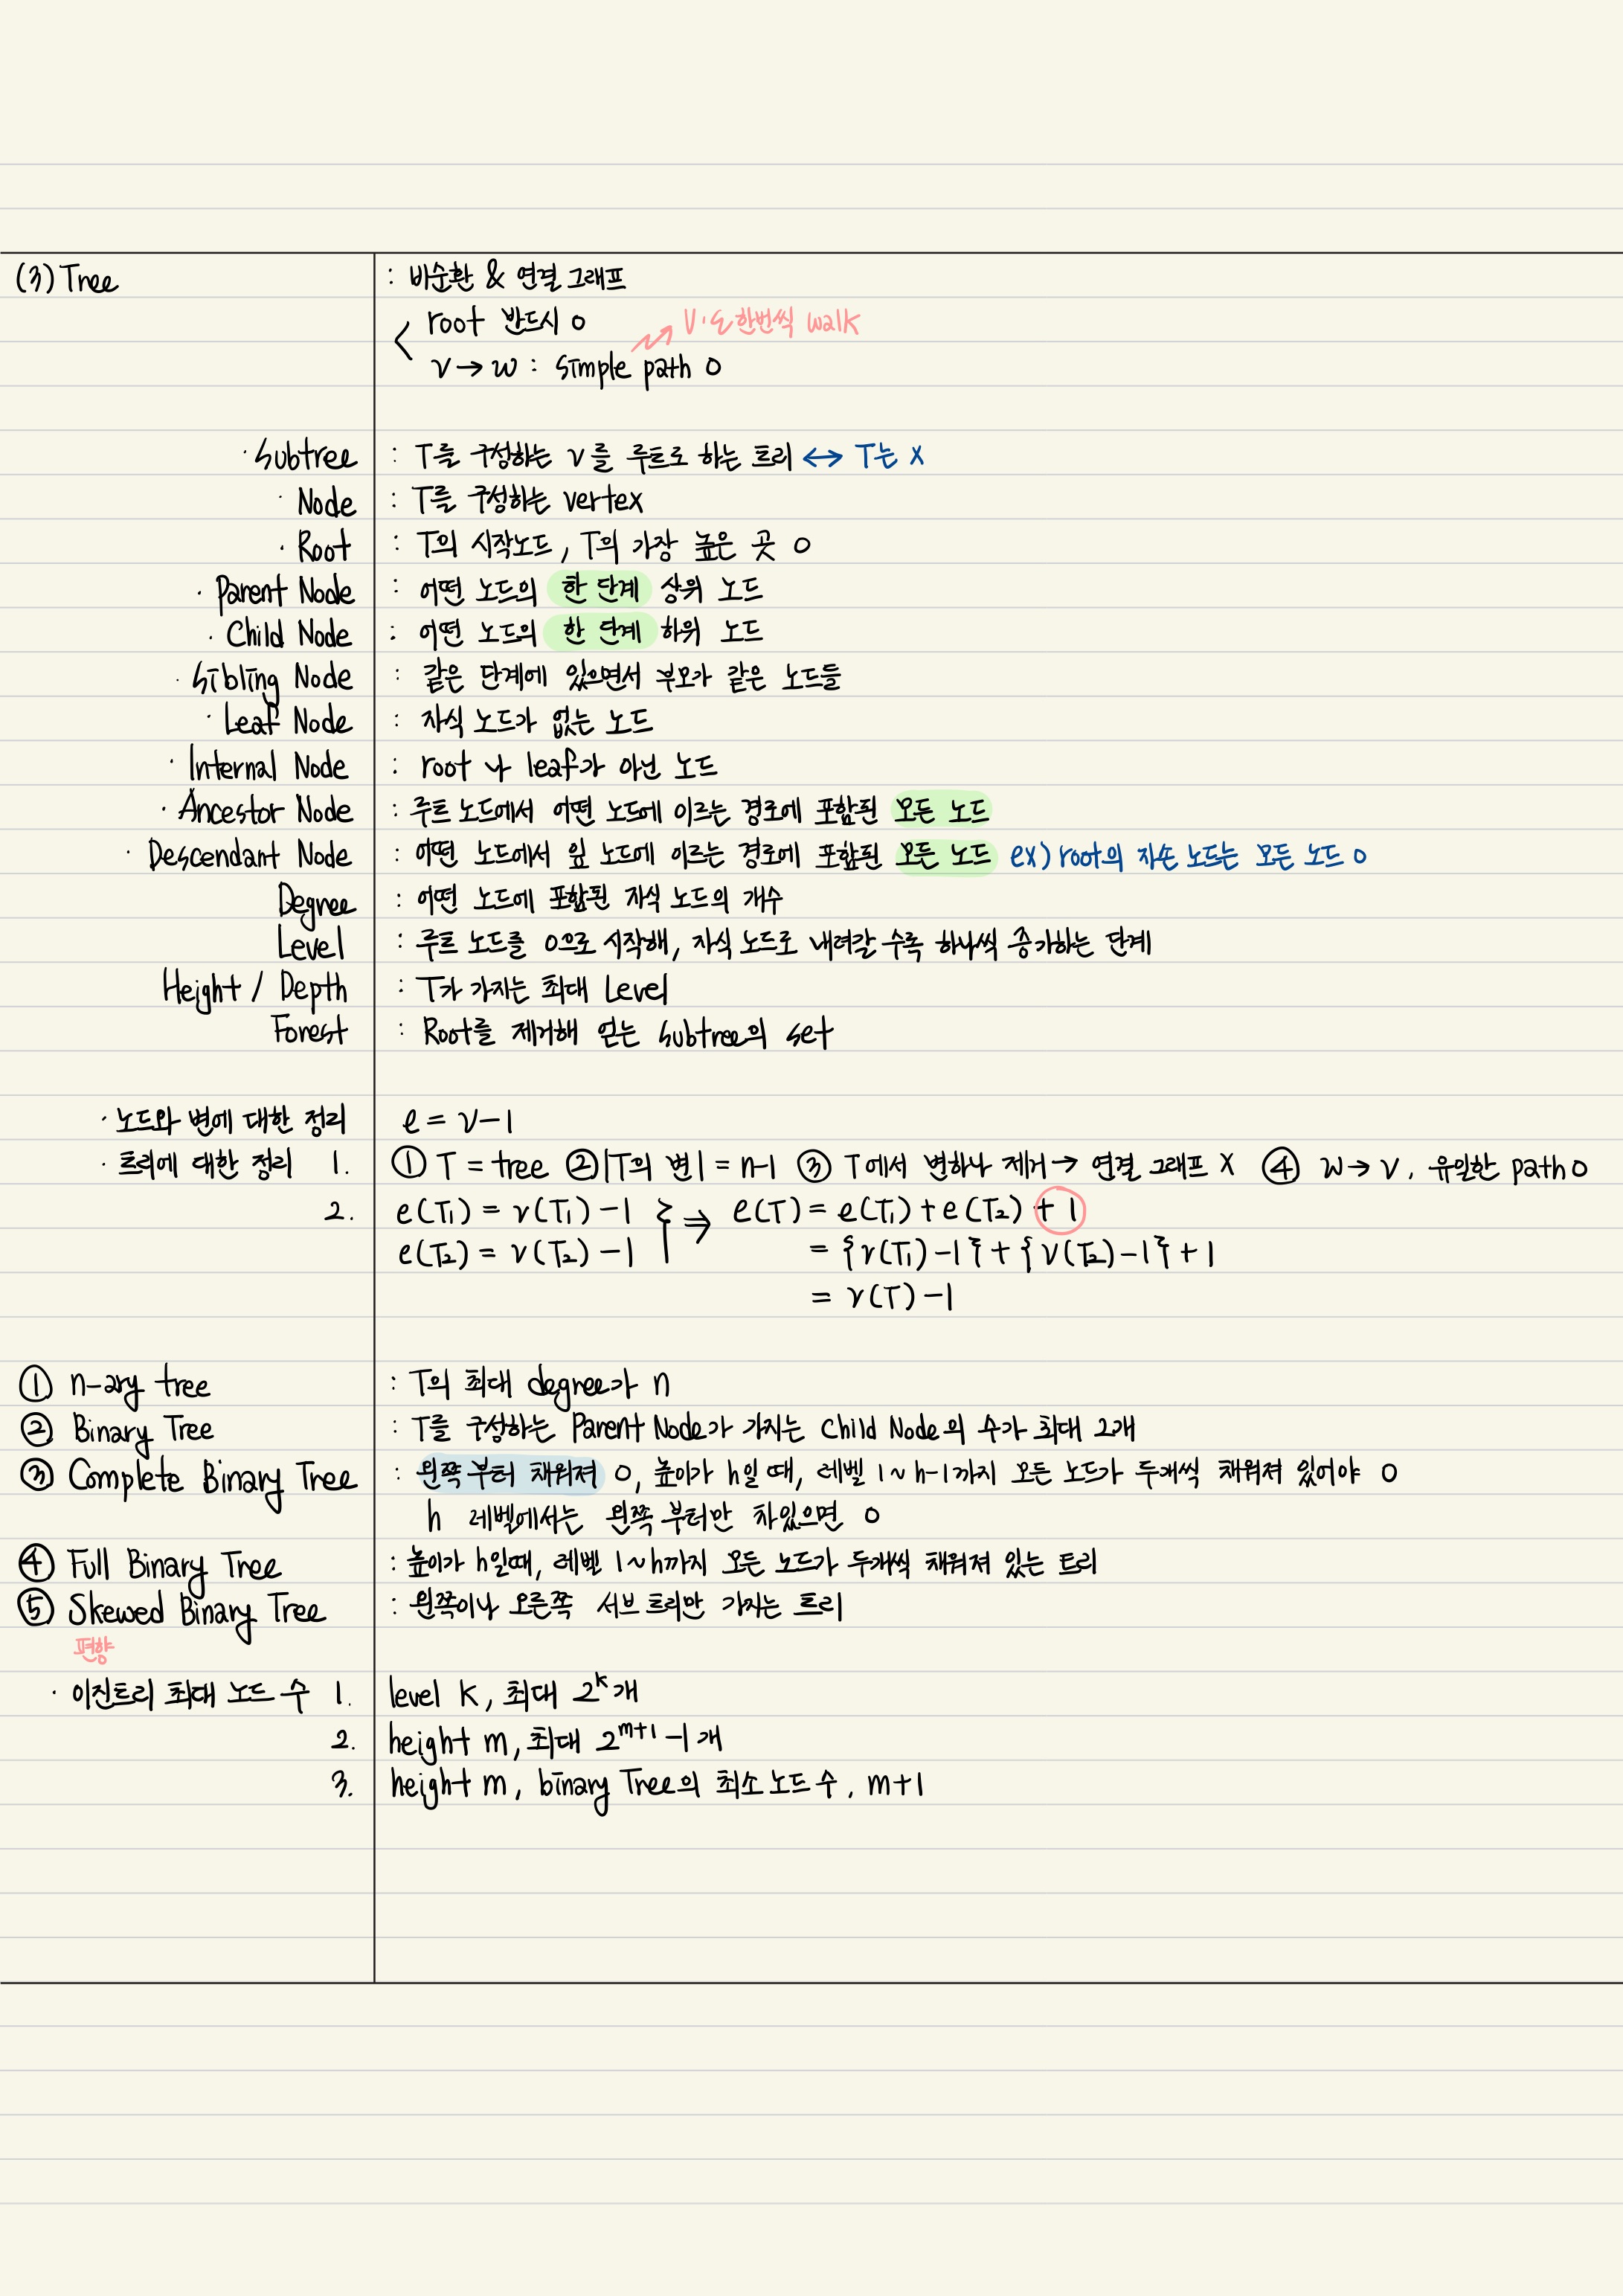 (3) Tree : 비순환 & 연결그래프
root 반드시 O
V·E 한번씩 walk
v → w : simple path O
· Subtree : T를 구성하는 v를 루트로 하는 트리 ↔ T는 X
· Node : T를 구성하는 vertex
· Root : T의 시작노드, T의 가장 높은 곳 O
· Parent Node : 어떤 노드의 한 단계 상위 노드
· Child Node : 어떤 노드의 한 단계 하위 노드
· Sibling Node : 같은 단계에 있으면서 부모가 같은 노드들
· Leaf Node : 자식 노드가 없는 노드
· Internal Node : root 나 leaf가 아닌 노드
· Ancestor Node : 루트 노드에서 어떤 노드에 이르는 경로에 포함된 모든 노드
· Descendant Node : 어떤 노드에서 잎 노드에 이르는 경로에 포함된 모든 노드 ex) root의 자손 노드는 모든 노드 O
Degree : 어떤 노드에 포함된 자식 노드의 개수
Level : 루트 노드를 0으로 시작해, 자식 노드로 내려갈 수록 하나씩 증가하는 단계
Height / Depth : T가 가지는 최대 Level
Forest : Root를 제거해 얻는 subtree의 set
· 노드와 변에 대한 정리 e = v-1
· 트리에 대한 정리 1. ① T = tree ② |T의 변| = n-1 ③ T에서 변하나 제거 → 연결 그래프 X ④ w → v, 유일한 path O
2. e(T₁) = v(T₁) -1 } ⇒ e(T) = e(T₁) + e(T₂) + 1
e(T₂) = v(T₂) -1 = {v(T₁) -1} + {v(T₂) -1} + 1
= v(T) -1
① n-ary tree : T의 최대 degree가 n
② Binary Tree : T를 구성하는 Parent Node가 가지는 Child Node의 수가 최대 2개
③ Complete Binary Tree : 왼쪽 부터 채워져 O, 높이가 h일 때, 레벨 1~h-1까지 모든 노드가 두개씩 채워져 있어야 O
h 레벨에서는 왼쪽 부터만 차있으면 O
④ Full Binary Tree : 높이가 h일때, 레벨 1~h까지 모든 노드가 두개씩 채워져 있는 트리
⑤ Skewed Binary Tree : 왼쪽이나 오른쪽 서브 트리만 가지는 트리
편향
· 이진트리 최대 노드 수 1. level k, 최대 2ᵏ개
2. height m, 최대 2ᵐ⁺¹-1개
3. height m, binary Tree의 최소 노드 수, m+1